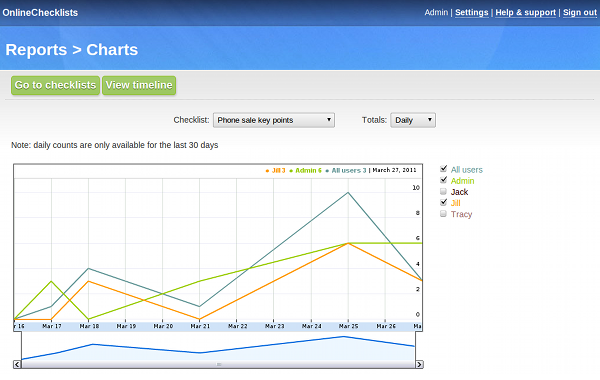 OnlineChecklists
Admin | Settings | Help & support | Sign out
Reports > Charts
Go to checklists View timeline
Checklist: Phone sale key points Totals: Daily
Note: daily counts are only available for the last 30 days
Jill 3 Admin 6 All users 3 | March 27, 2011
All users
Admin
Jack
Jill
Tracy
10
8
6
4
2
0
r 16 Mar 17 Mar 18 Mar 19 Mar 20 Mar 21 Mar 22 Mar 23 Mar 24 Mar 25 Mar 26 Ma